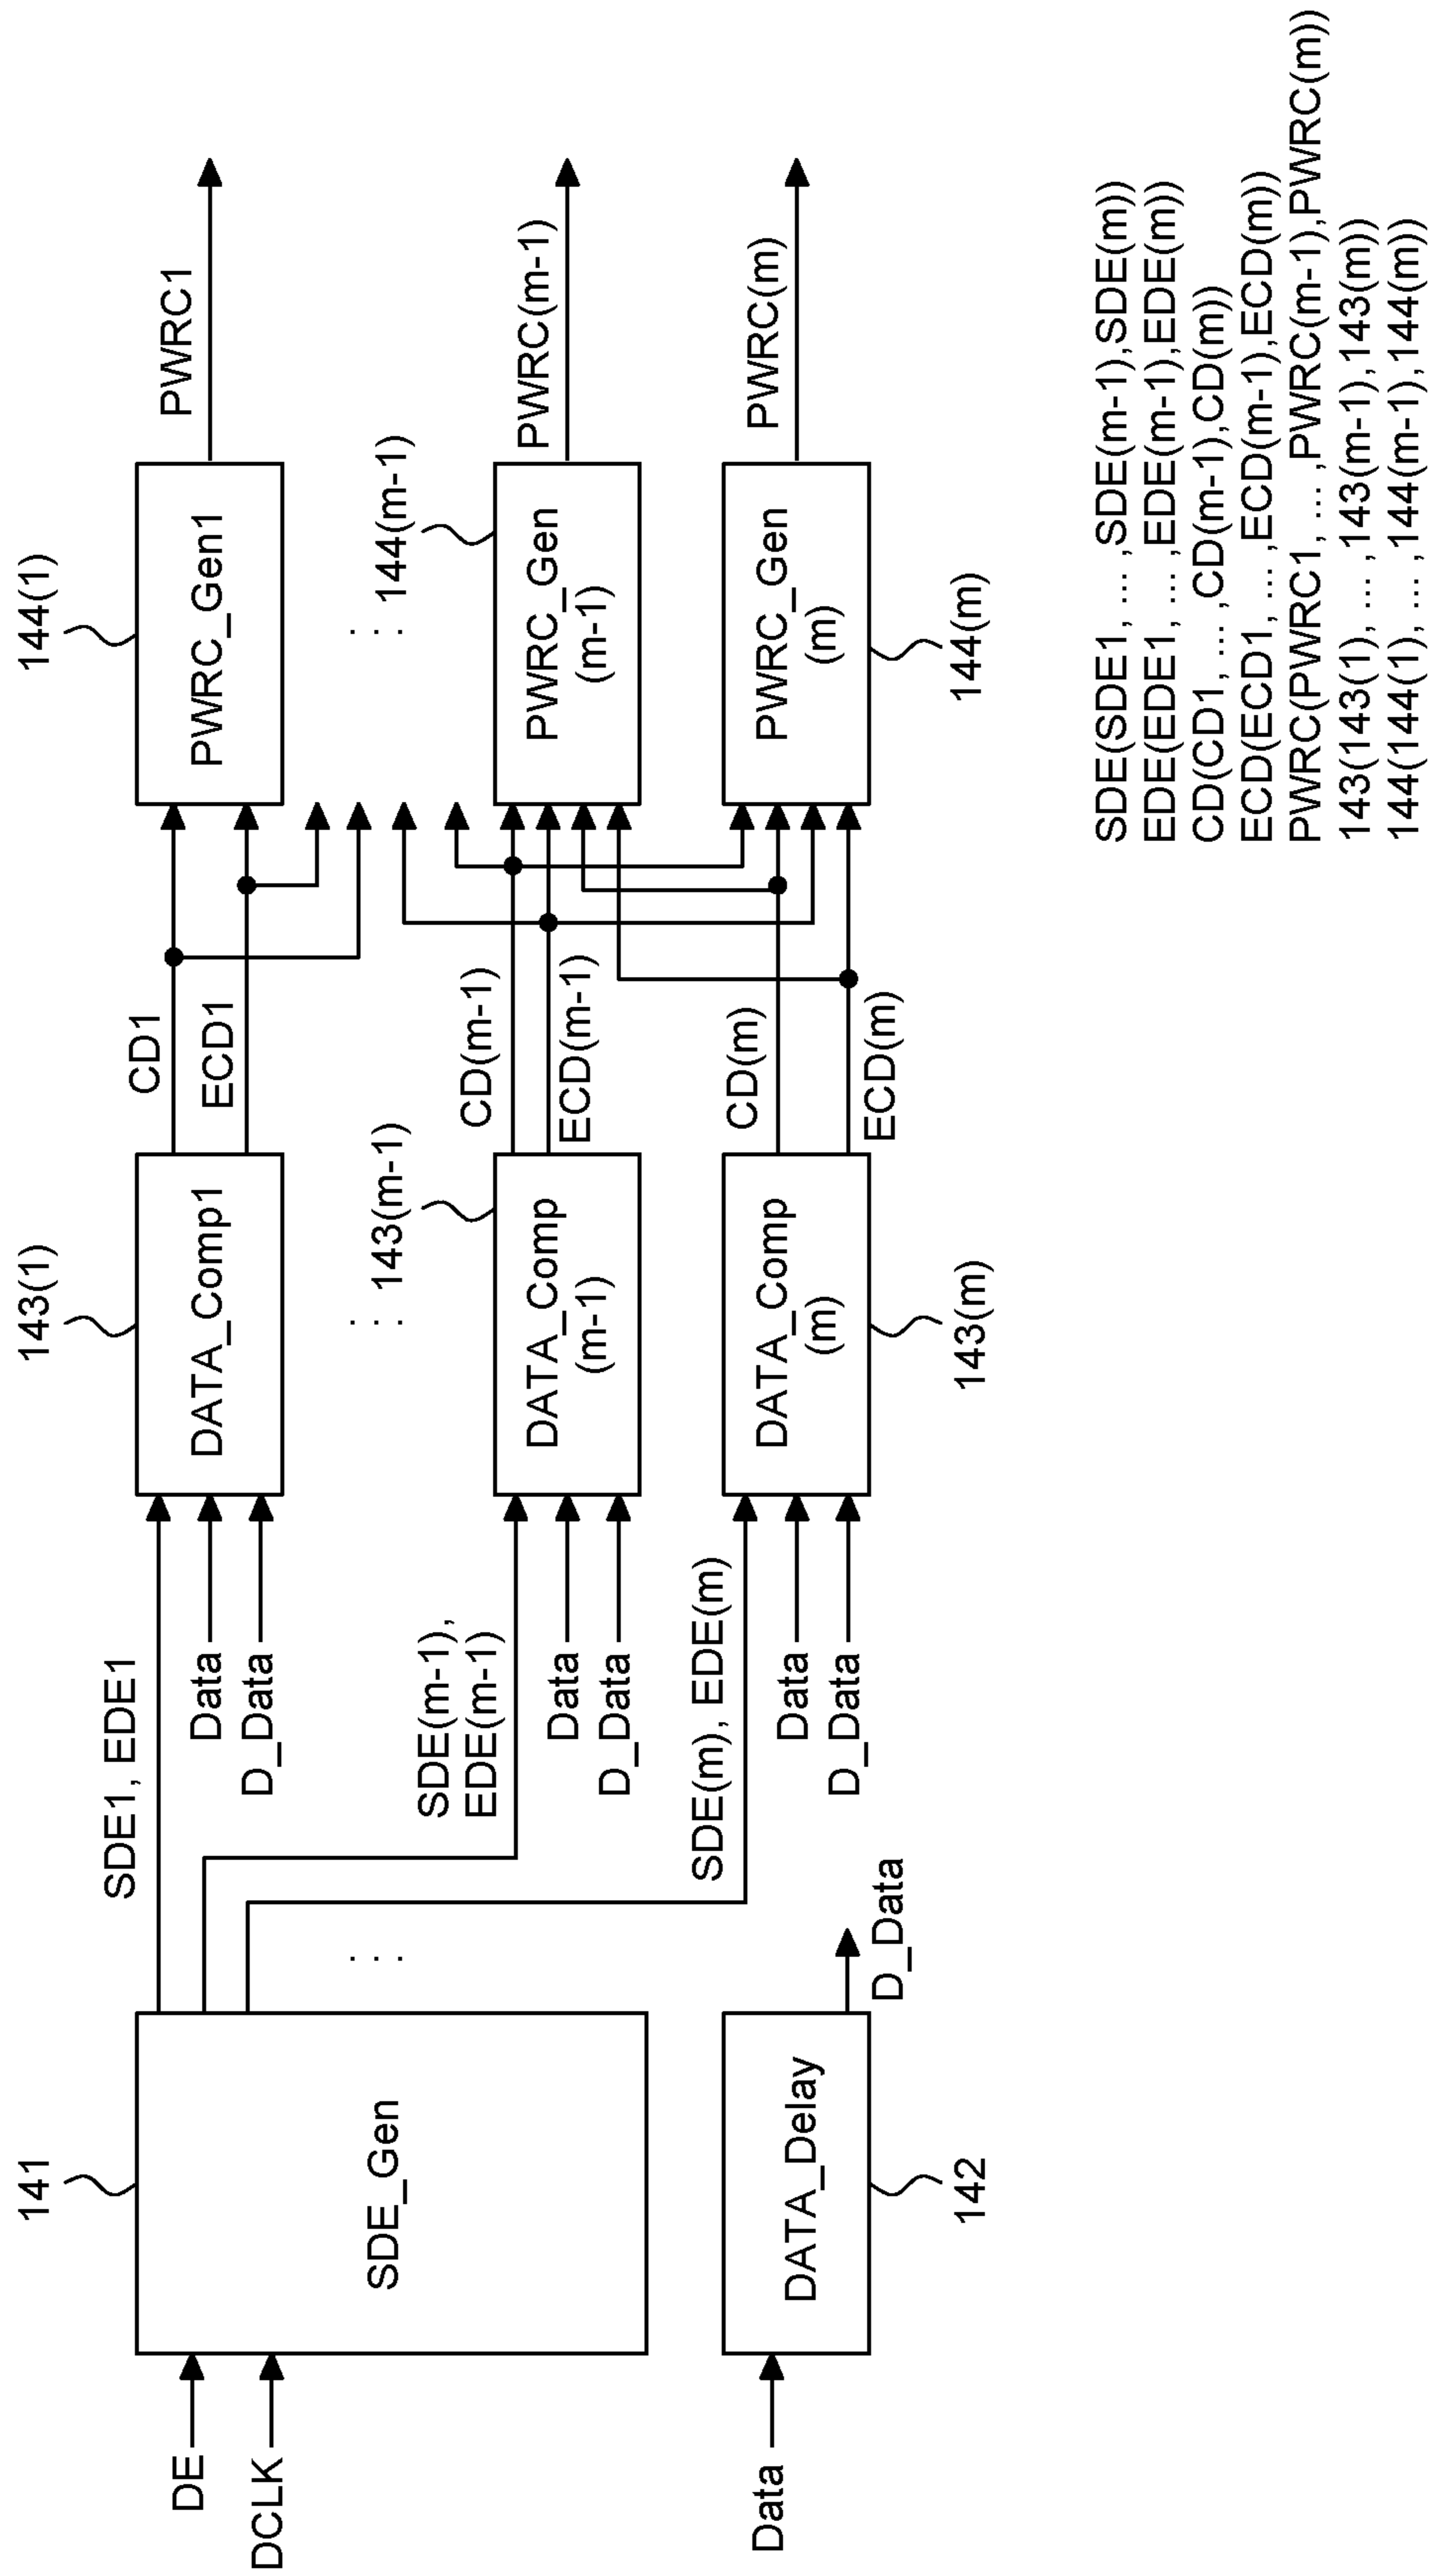 141
SDE_Gen
DE
DCLK
Data
DATA_Delay
142
D_Data
. . .
SDE1, EDE1
Data
D_Data
SDE(m-1),
EDE(m-1)
Data
D_Data
SDE(m), EDE(m)
Data
D_Data
143(1)
DATA_Comp1
. . .
143(m-1)
DATA_Comp
(m-1)
DATA_Comp
(m)
143(m)
CD1
ECD1
CD(m-1)
ECD(m-1)
CD(m)
ECD(m)
144(1)
PWRC_Gen1
. . .
144(m-1)
PWRC_Gen
(m-1)
PWRC_Gen
(m)
144(m)
PWRC1
PWRC(m-1)
PWRC(m)
SDE(SDE1, ... ,SDE(m-1),SDE(m))
EDE(EDE1, ... ,EDE(m-1),EDE(m))
CD(CD1, ... ,CD(m-1),CD(m))
ECD(ECD1, ... ,ECD(m-1),ECD(m))
PWRC(PWRC1, ... ,PWRC(m-1),PWRC(m))
143(143(1), ... ,143(m-1),143(m))
144(144(1), ... ,144(m-1),144(m))